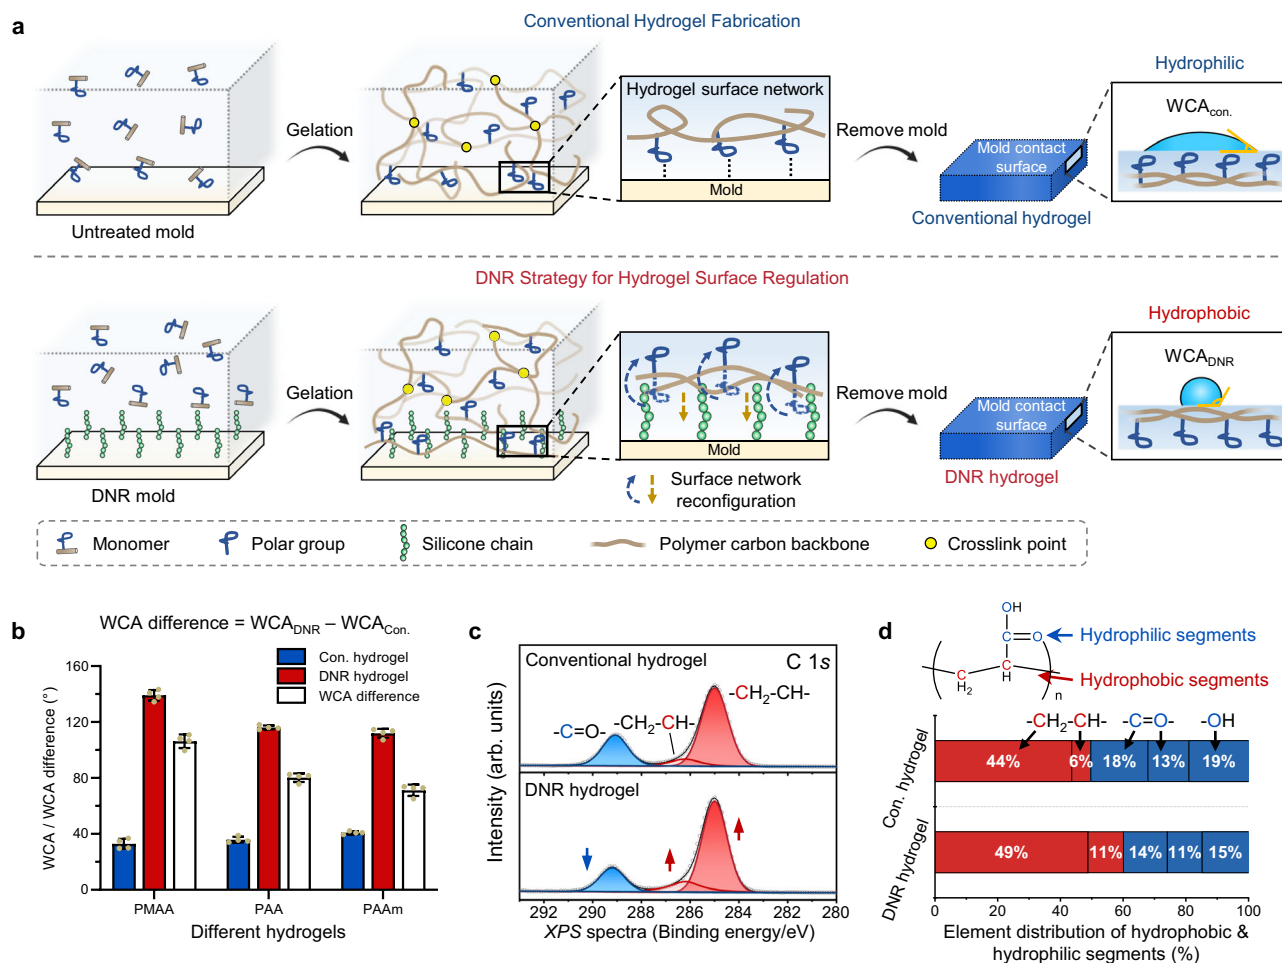 a
Conventional Hydrogel Fabrication
Gelation
Hydrogel surface network
Mold
Remove mold
Mold contact
surface
Hydrophilic
WCAcon.
Untreated mold
Conventional hydrogel
DNR Strategy for Hydrogel Surface Regulation
Gelation
Mold
Remove mold
Mold contact
surface
Hydrophobic
WCADNR
DNR mold
Surface network
reconfiguration
DNR hydrogel
Monomer
Polar group
Silicone chain
Polymer carbon backbone
Crosslink point
b
WCA difference = WCADNR – WCACon.
Con. hydrogel
DNR hydrogel
WCA difference
WCA / WCA difference (°)
160
120
80
40
0
PMAA
PAA
PAAm
Different hydrogels
c
Conventional hydrogel
C 1s
-C=O-
-CH2-CH-
-CH2-CH-
DNR hydrogel
Intensity (arb. units)
292
290
288
286
284
282
280
XPS spectra (Binding energy/eV)
d
OH
C=O
Hydrophilic segments
CH2
C
H
n
Hydrophobic segments
-CH2-CH-
-C=O-
-OH
Con. hydrogel
44%
6%
18%
13%
19%
DNR hydrogel
49%
11%
14%
11%
15%
0
20
40
60
80
100
Element distribution of hydrophobic &
hydrophilic segments (%)